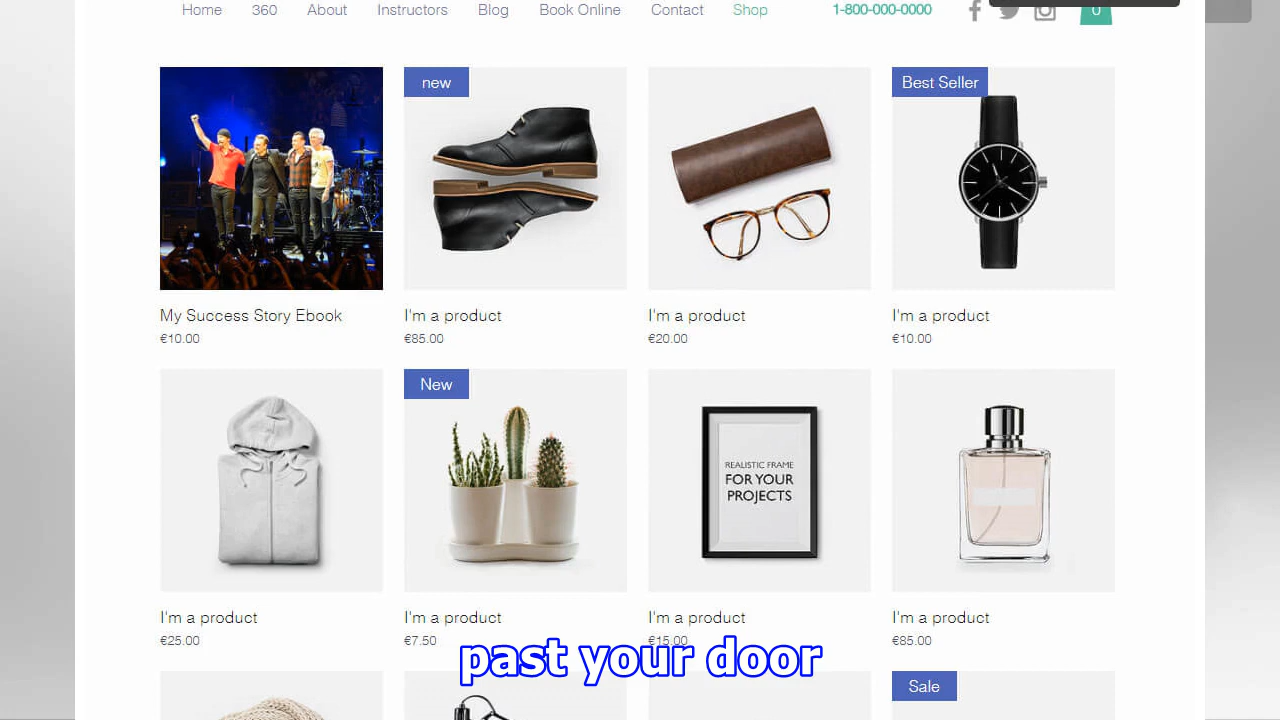 Home 360 About Instructors Blog Book Online Contact Shop 1-800-000-0000 0
new
Best Seller
My Success Story Ebook I'm a product I'm a product I'm a product
€10.00 €85.00 €20.00 €10.00
New
REALISTIC FRAME
FOR YOUR
PROJECTS
I'm a product I'm a product I'm a product I'm a product
€25.00 €7.50 €15.00 €85.00
past your door
Sale